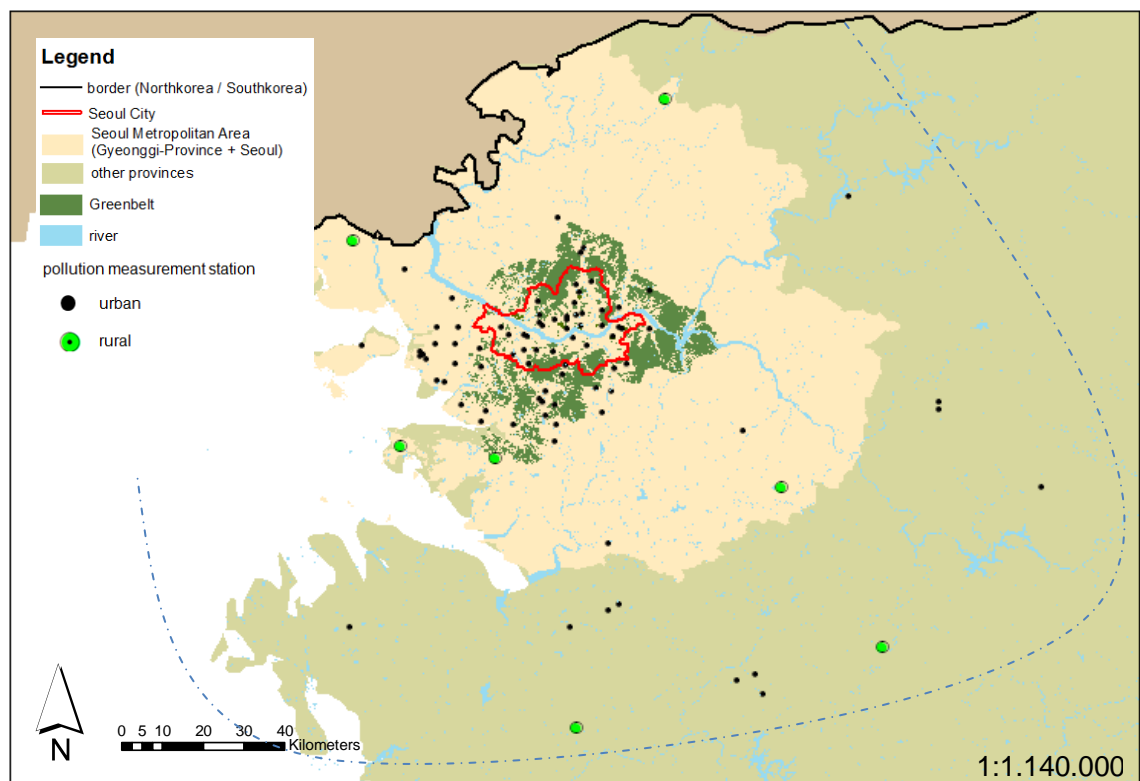 Legend
border (Northkorea / Southkorea)
Seoul City
Seoul Metropolitan Area
(Gyeonggi-Province + Seoul)
other provinces
Greenbelt
river
pollution measurement station
urban
rural
N
0 5 10 20 30 40
Kilometers
1:1.140.000